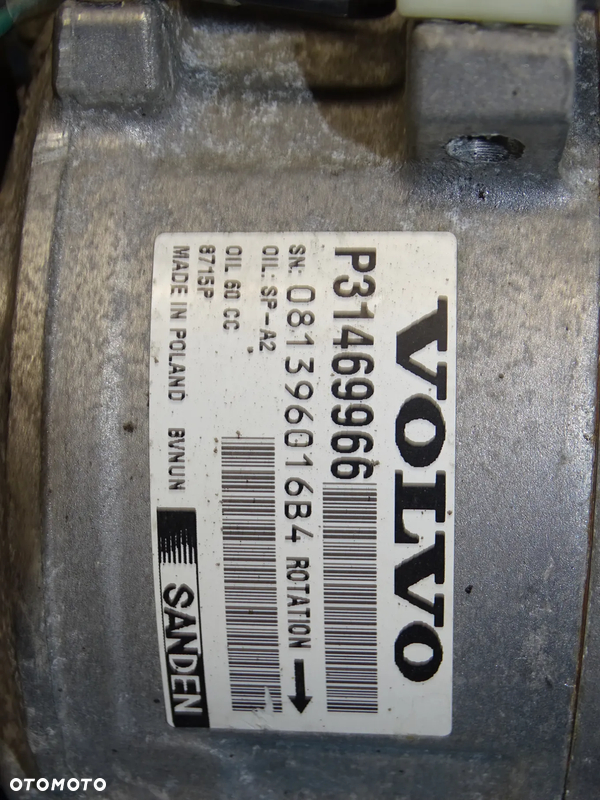 VOLVO
P31469966
SN: 081396016B4 ROTATION
OIL: SP-A2
OIL 60 CC
8715P
MADE IN POLAND BVNUN
SANDEN
OTOMOTO